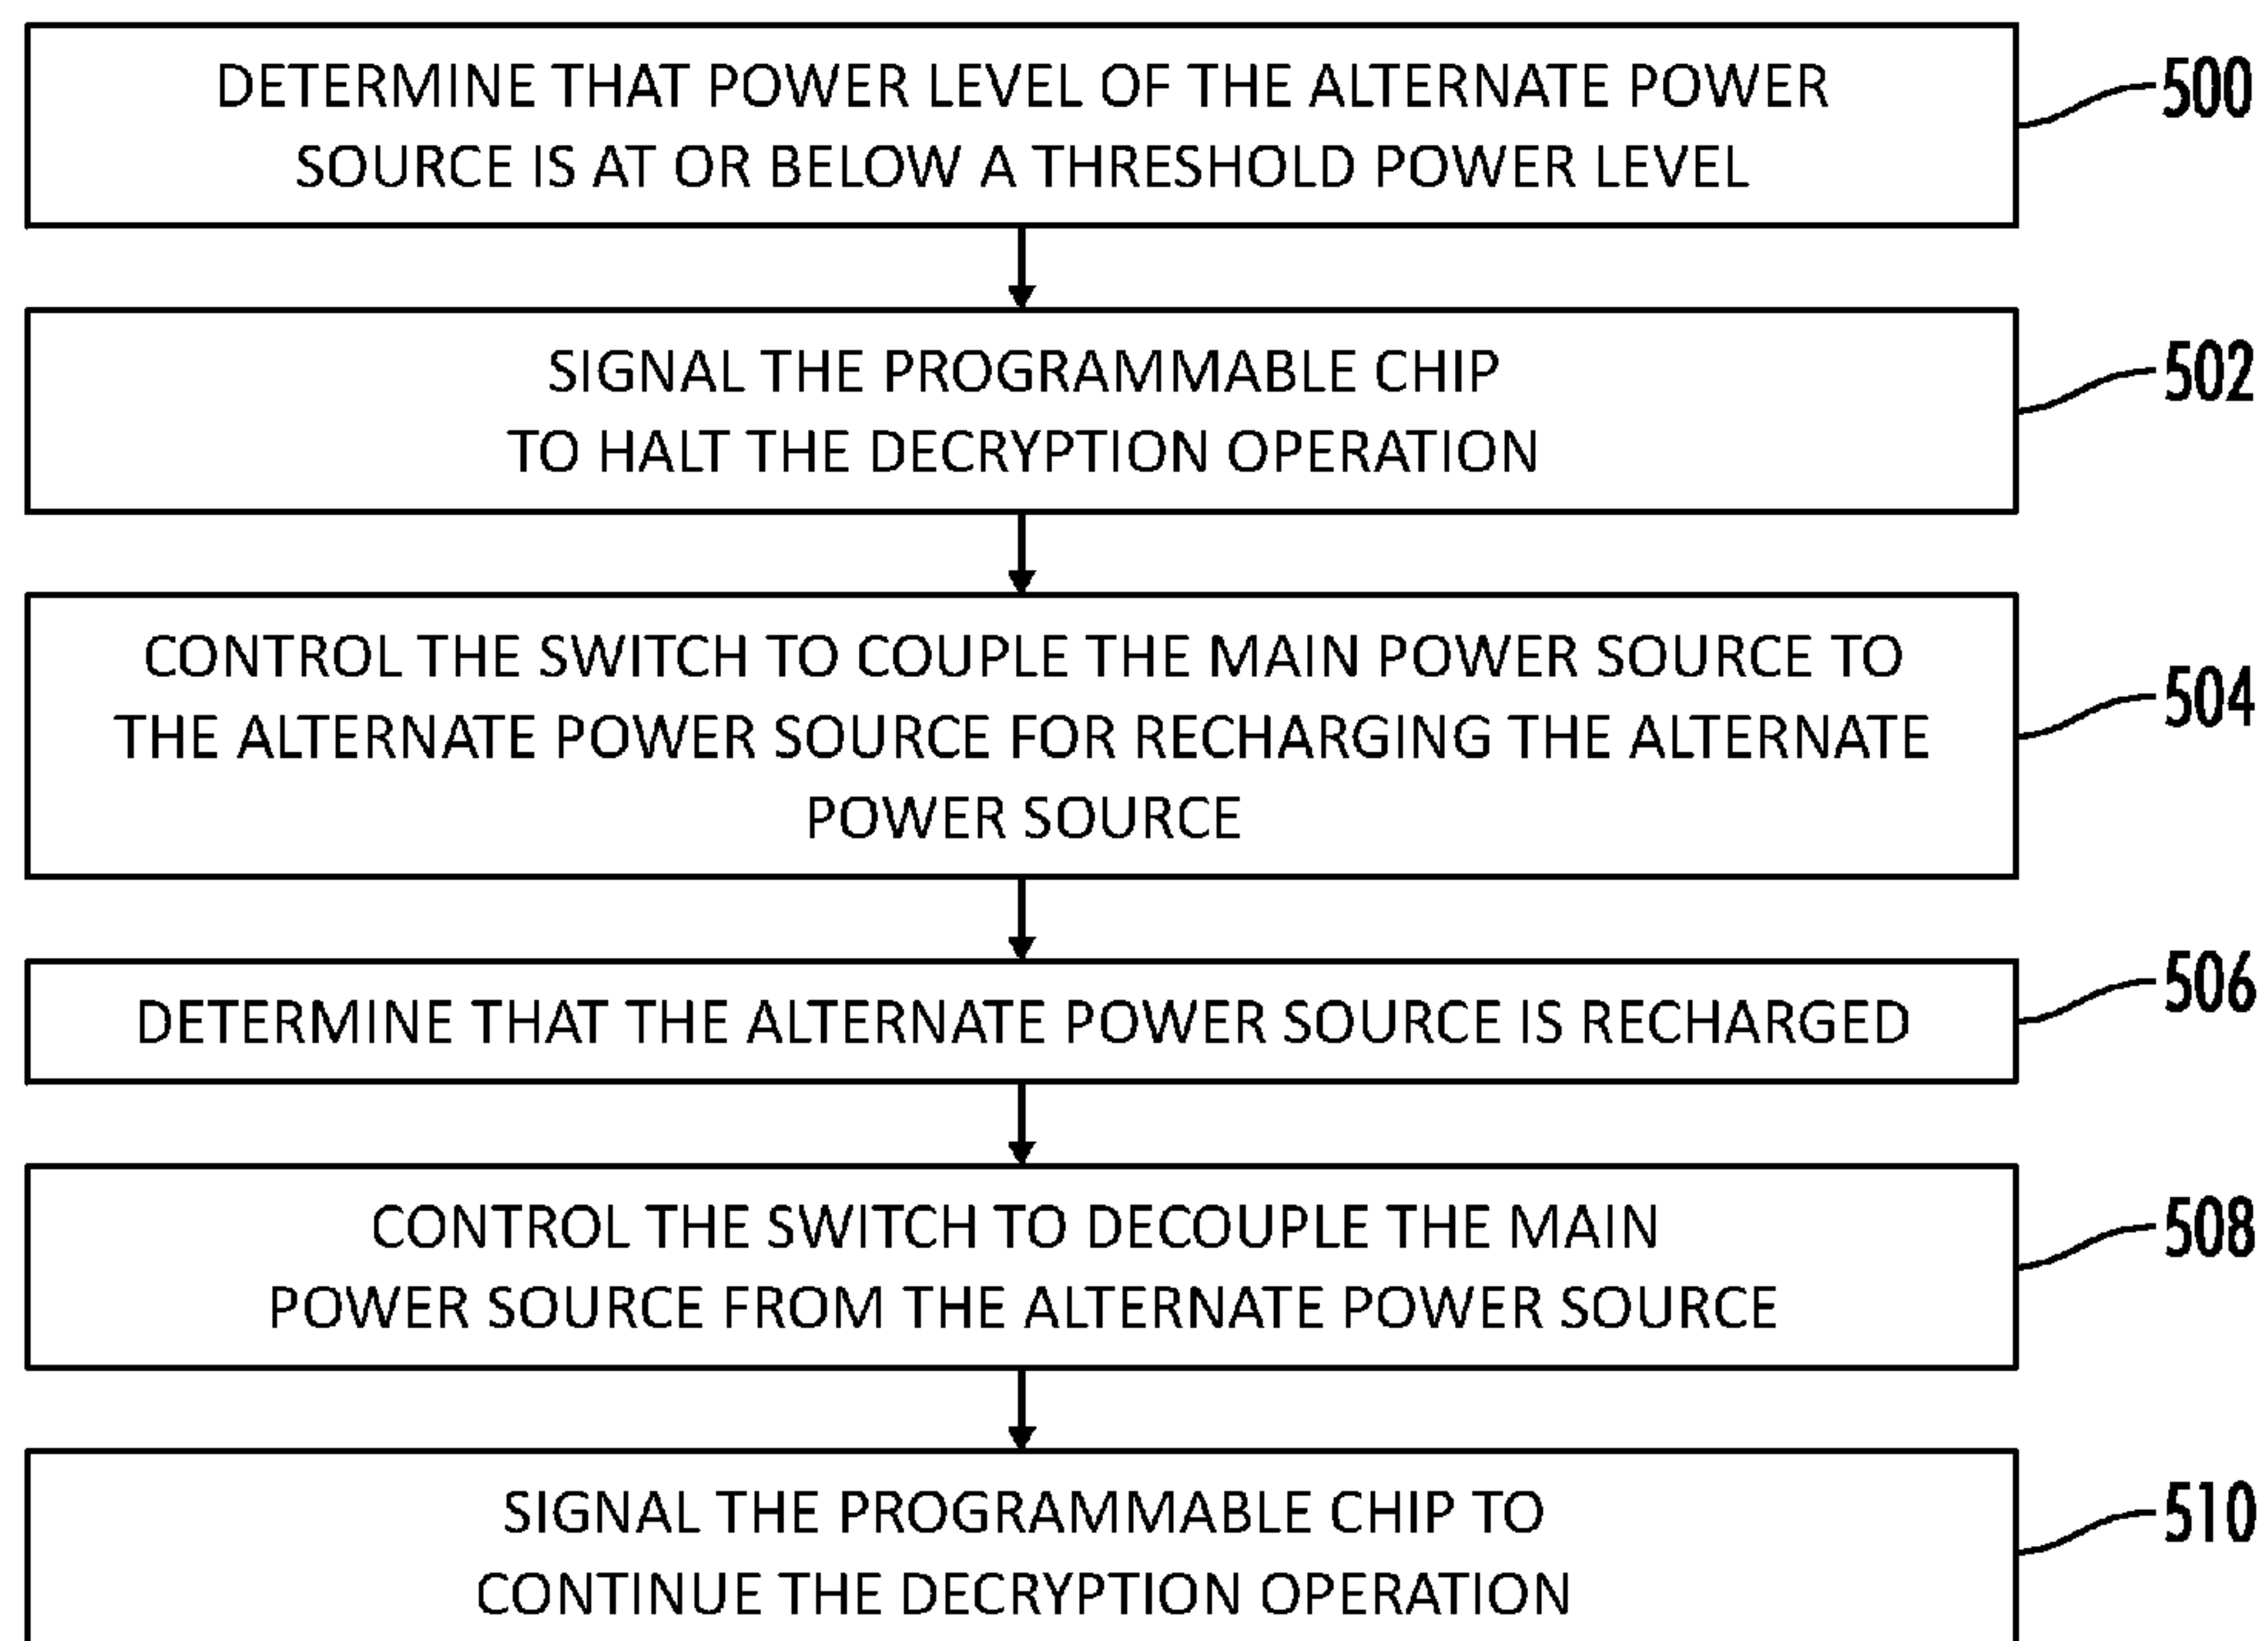 DETERMINE THAT POWER LEVEL OF THE ALTERNATE POWER
SOURCE IS AT OR BELOW A THRESHOLD POWER LEVEL
500
SIGNAL THE PROGRAMMABLE CHIP
TO HALT THE DECRYPTION OPERATION
502
CONTROL THE SWITCH TO COUPLE THE MAIN POWER SOURCE TO
THE ALTERNATE POWER SOURCE FOR RECHARGING THE ALTERNATE
POWER SOURCE
504
DETERMINE THAT THE ALTERNATE POWER SOURCE IS RECHARGED
506
CONTROL THE SWITCH TO DECOUPLE THE MAIN
POWER SOURCE FROM THE ALTERNATE POWER SOURCE
508
SIGNAL THE PROGRAMMABLE CHIP TO
CONTINUE THE DECRYPTION OPERATION
510